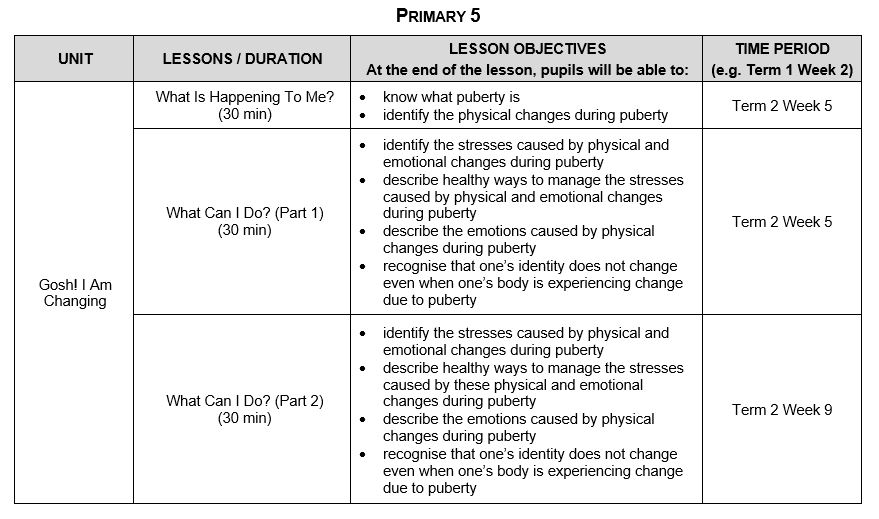 PRIMARY 5
UNIT
LESSONS / DURATION
LESSON OBJECTIVES
At the end of the lesson, pupils will be able to:
TIME PERIOD
(e.g. Term 1 Week 2)
Gosh! I Am
Changing
What Is Happening To Me?
(30 min)
• know what puberty is
• identify the physical changes during puberty
Term 2 Week 5
What Can I Do? (Part 1)
(30 min)
• identify the stresses caused by physical and
emotional changes during puberty
• describe healthy ways to manage the stresses
caused by physical and emotional changes
during puberty
• describe the emotions caused by physical
changes during puberty
• recognise that one’s identity does not change
even when one’s body is experiencing change
due to puberty
Term 2 Week 5
What Can I Do? (Part 2)
(30 min)
• identify the stresses caused by physical and
emotional changes during puberty
• describe healthy ways to manage the stresses
caused by these physical and emotional
changes during puberty
• describe the emotions caused by physical
changes during puberty
• recognise that one’s identity does not change
even when one’s body is experiencing change
due to puberty
Term 2 Week 9